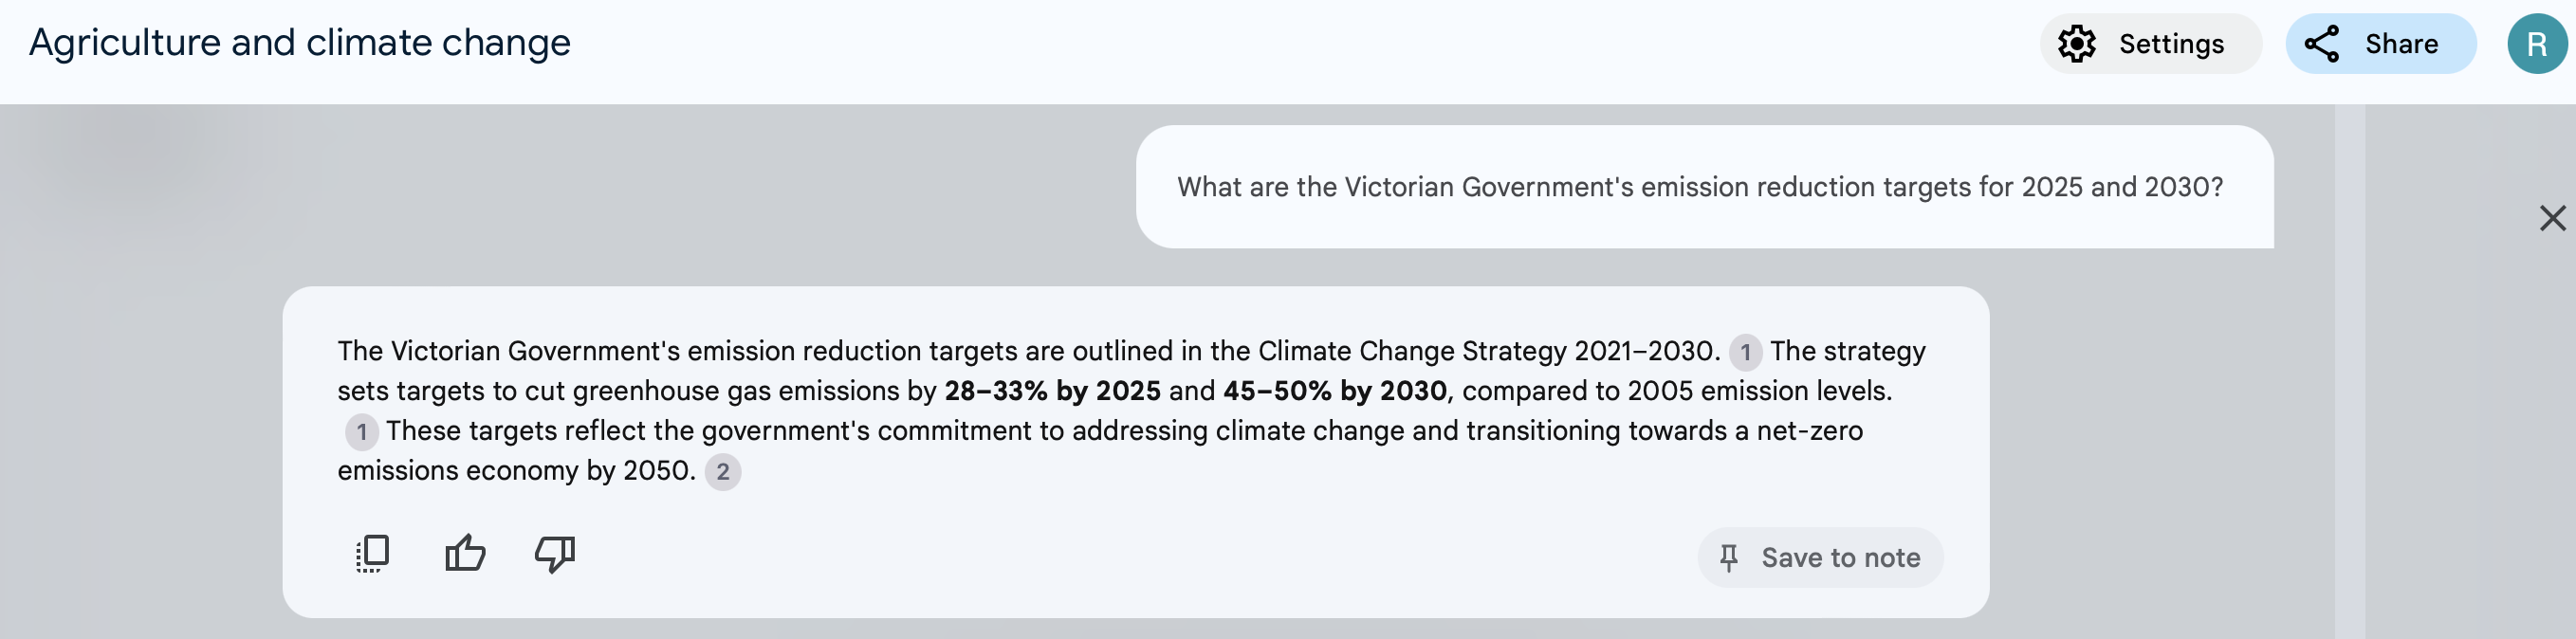 Agriculture and climate change
Settings
Share
R
What are the Victorian Government's emission reduction targets for 2025 and 2030?
The Victorian Government's emission reduction targets are outlined in the Climate Change Strategy 2021–2030. 1 The strategy
sets targets to cut greenhouse gas emissions by 28–33% by 2025 and 45–50% by 2030, compared to 2005 emission levels.
1 These targets reflect the government's commitment to addressing climate change and transitioning towards a net-zero
emissions economy by 2050. 2
Save to note